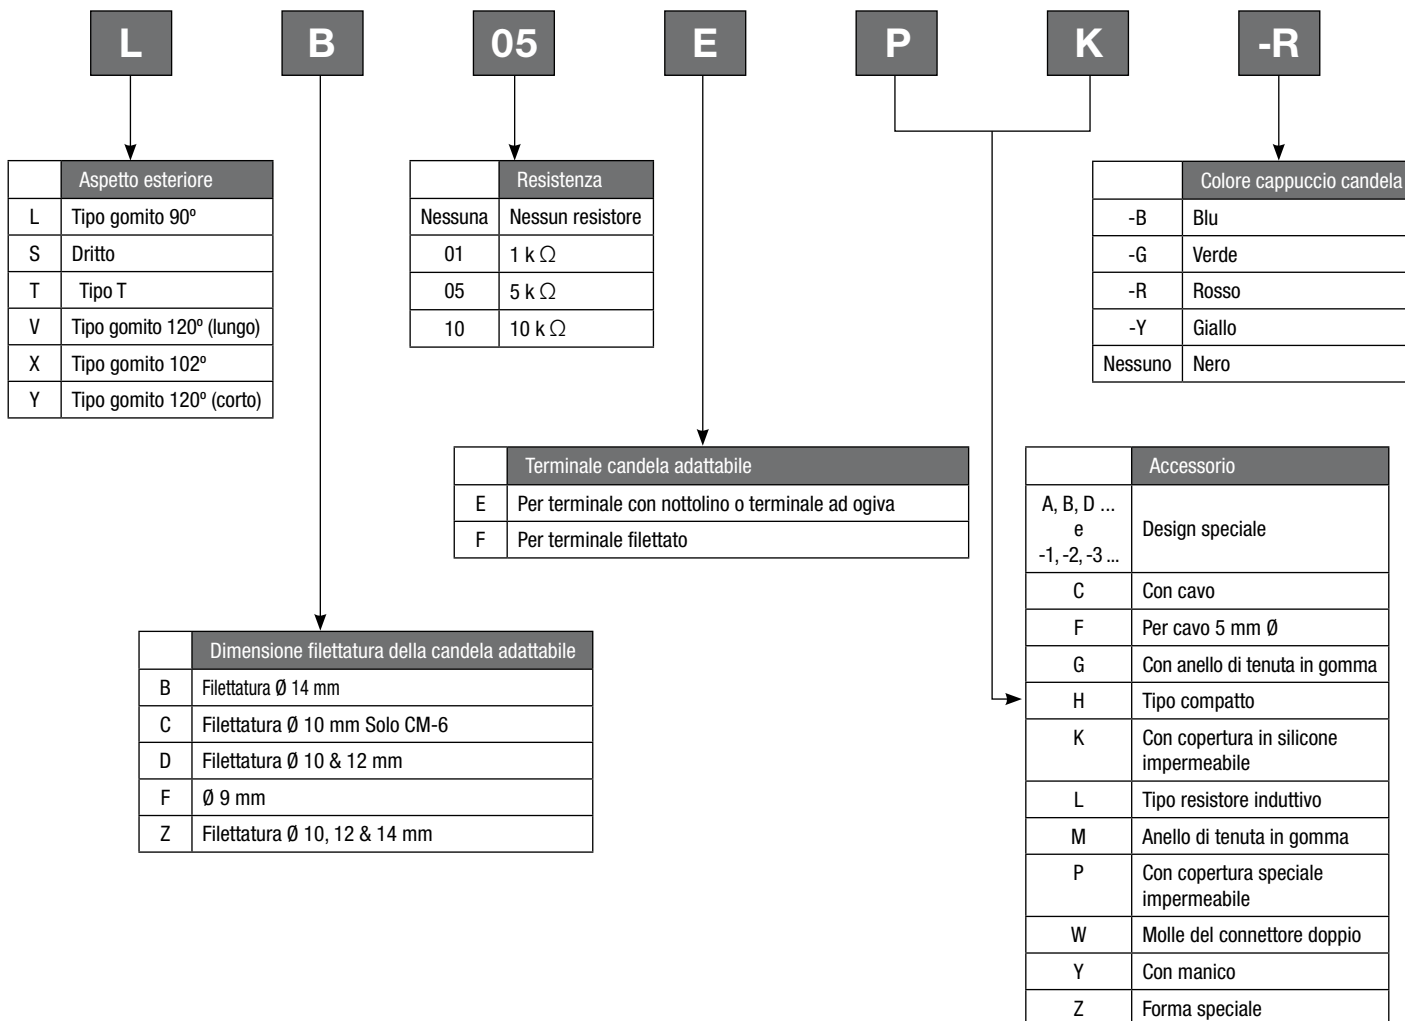 L B 05 E P K -R
Aspetto esteriore
L Tipo gomito 90º
S Dritto
T Tipo T
V Tipo gomito 120º (lungo)
X Tipo gomito 102º
Y Tipo gomito 120º (corto)
Resistenza
Nessuna Nessun resistore
01 1 k Ω
05 5 k Ω
10 10 k Ω
Colore cappuccio candela
-B Blu
-G Verde
-R Rosso
-Y Giallo
Nessuno Nero
Terminale candela adattabile
E Per terminale con nottolino o terminale ad ogiva
F Per terminale filettato
Dimensione filettatura della candela adattabile
B Filettatura Ø 14 mm
C Filettatura Ø 10 mm Solo CM-6
D Filettatura Ø 10 & 12 mm
F Ø 9 mm
Z Filettatura Ø 10, 12 & 14 mm
Accessorio
A, B, D ...
e
-1, -2, -3 ...
Design speciale
C Con cavo
F Per cavo 5 mm Ø
G Con anello di tenuta in gomma
H Tipo compatto
K Con copertura in silicone
impermeabile
L Tipo resistore induttivo
M Anello di tenuta in gomma
P Con copertura speciale
impermeabile
W Molle del connettore doppio
Y Con manico
Z Forma speciale